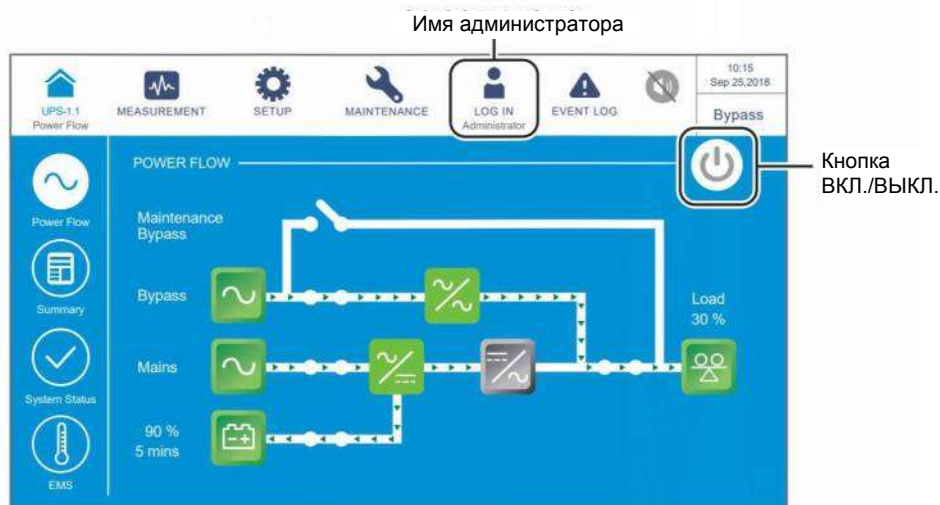 Имя администратора
UPS-1.1
Power Flow
MEASUREMENT
SETUP
MAINTENANCE
LOG IN
Administrator
EVENT LOG
10:15
Sep 25,2018
Bypass
POWER FLOW
Кнопка
ВКЛ./ВЫКЛ.
Power Flow
Summary
System Status
EMS
Maintenance
Bypass
Bypass
Mains
90 %
5 mins
Load
30 %